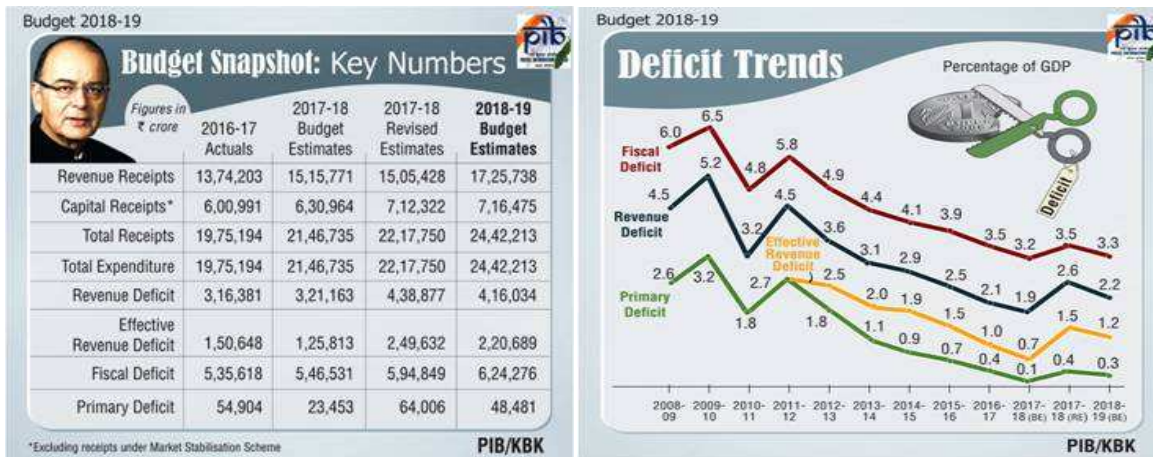 Budget 2018-19
pib
Budget Snapshot: Key Numbers
Figures in
₹ crore
2016-17
Actuals
2017-18
Budget
Estimates
2017-18
Revised
Estimates
2018-19
Budget
Estimates
Revenue Receipts 13,74,203 15,15,771 15,05,428 17,25,738
Capital Receipts* 6,00,991 6,30,964 7,12,322 7,16,475
Total Receipts 19,75,194 21,46,735 22,17,750 24,42,213
Total Expenditure 19,75,194 21,46,735 22,17,750 24,42,213
Revenue Deficit 3,16,381 3,21,163 4,38,877 4,16,034
Effective
Revenue Deficit 1,50,648 1,25,813 2,49,632 2,20,689
Fiscal Deficit 5,35,618 5,46,531 5,94,849 6,24,276
Primary Deficit 54,904 23,453 64,006 48,481
*Excluding receipts under Market Stabilisation Scheme
PIB/KBK
Budget 2018-19
pib
Deficit Trends
Percentage of GDP
Deficit
Fiscal
Deficit
6.0 6.5 4.8 5.8 4.9 4.4 4.1 3.9 3.5 3.2 3.5 3.3
Revenue
Deficit
4.5 5.2 3.2 4.5 3.6 3.1 2.9 2.5 2.1 1.9 2.6 2.2
Effective
Revenue
Deficit
2.5 2.0 1.9 1.5 1.0 0.7 1.5 1.2
Primary
Deficit
2.6 3.2 1.8 2.7 1.8 1.1 0.9 0.7 0.4 0.1 0.4 0.3
2008-
09
2009-
10
2010-
11
2011-
12
2012-
13
2013-
14
2014-
15
2015-
16
2016-
17
2017-
18 (BE)
2017-
18 (RE)
2018-
19 (BE)
PIB/KBK